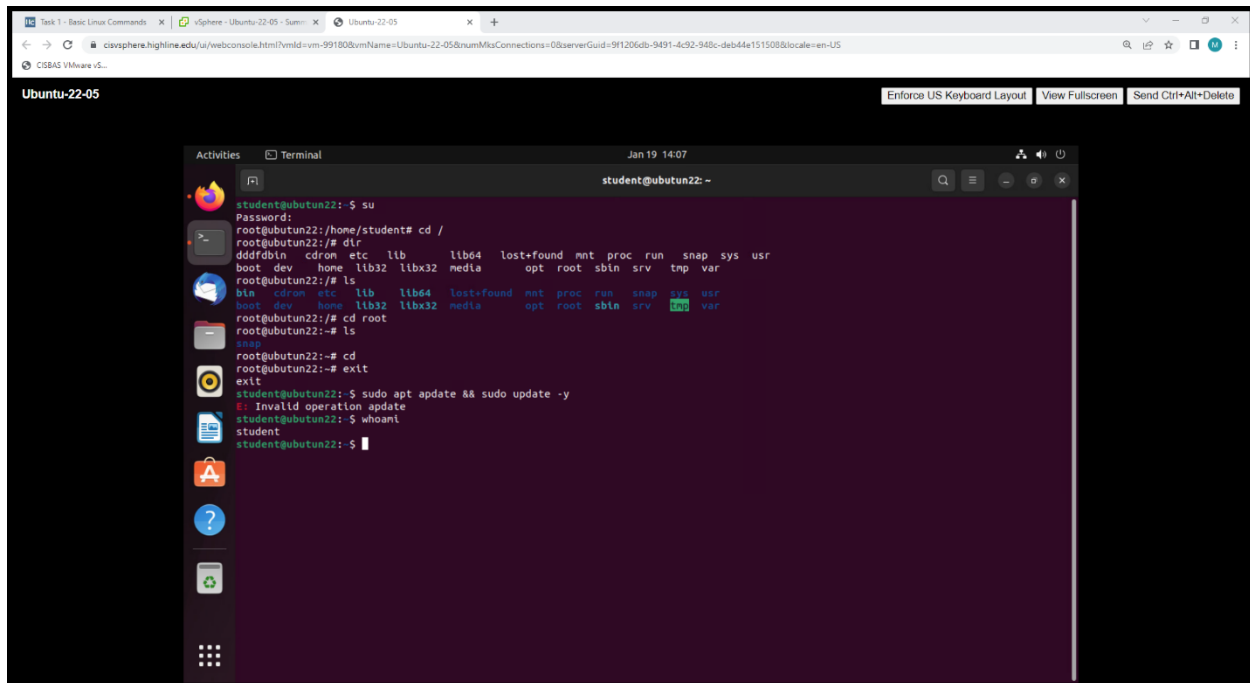 Task 1 - Basic Linux Commands
vSphere - Ubuntu-22-05 - Summ
Ubuntu-22-05
cisvsphere.highline.edu/ui/webconsole.html?vmId=vm-99180&vmName=Ubuntu-22-05&numMksConnections=0&serverGuid=9f1206db-9491-4c92-948c-deb44e151508&locale=en-US
M
CISBAS VMware vS...
Ubuntu-22-05
Enforce US Keyboard Layout
View Fullscreen
Send Ctrl+Alt+Delete
Activities
Terminal
Jan 19 14:07
student@ubutun22: ~
student@ubutun22:~$ su
Password:
root@ubutun22:/home/student# cd /
root@ubutun22:/# dir
dddfdbin cdrom etc lib lib64 lost+found mnt proc run snap sys usr
boot dev home lib32 libx32 media opt root sbin srv tmp var
root@ubutun22:/# ls
bin cdrom etc lib lib64 lost+found mnt proc run snap sys usr
boot dev home lib32 libx32 media opt root sbin srv tmp var
root@ubutun22:/# cd root
root@ubutun22:~# ls
snap
root@ubutun22:~# cd
root@ubutun22:~# exit
exit
student@ubutun22:~$ sudo apt apdate && sudo update -y
E: Invalid operation apdate
student@ubutun22:~$ whoami
student
student@ubutun22:~$